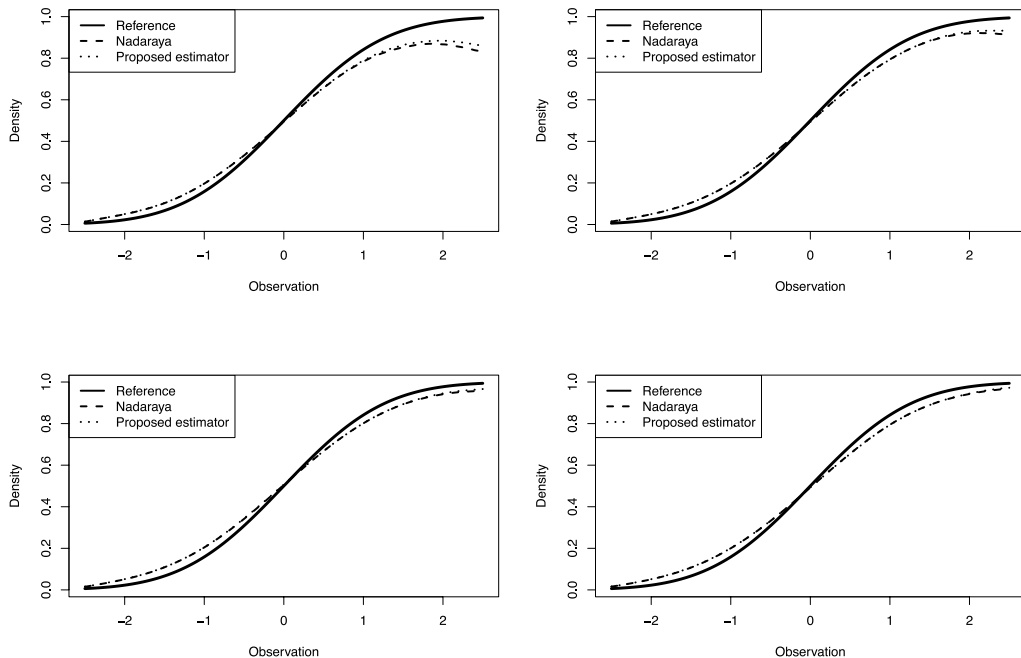 Reference
Nadaraya
Proposed estimator
Density
0.0 0.2 0.4 0.6 0.8 1.0
−2 −1 0 1 2
Observation
Reference
Nadaraya
Proposed estimator
Density
0.0 0.2 0.4 0.6 0.8 1.0
−2 −1 0 1 2
Observation
Reference
Nadaraya
Proposed estimator
Density
0.0 0.2 0.4 0.6 0.8 1.0
−2 −1 0 1 2
Observation
Reference
Nadaraya
Proposed estimator
Density
0.0 0.2 0.4 0.6 0.8 1.0
−2 −1 0 1 2
Observation